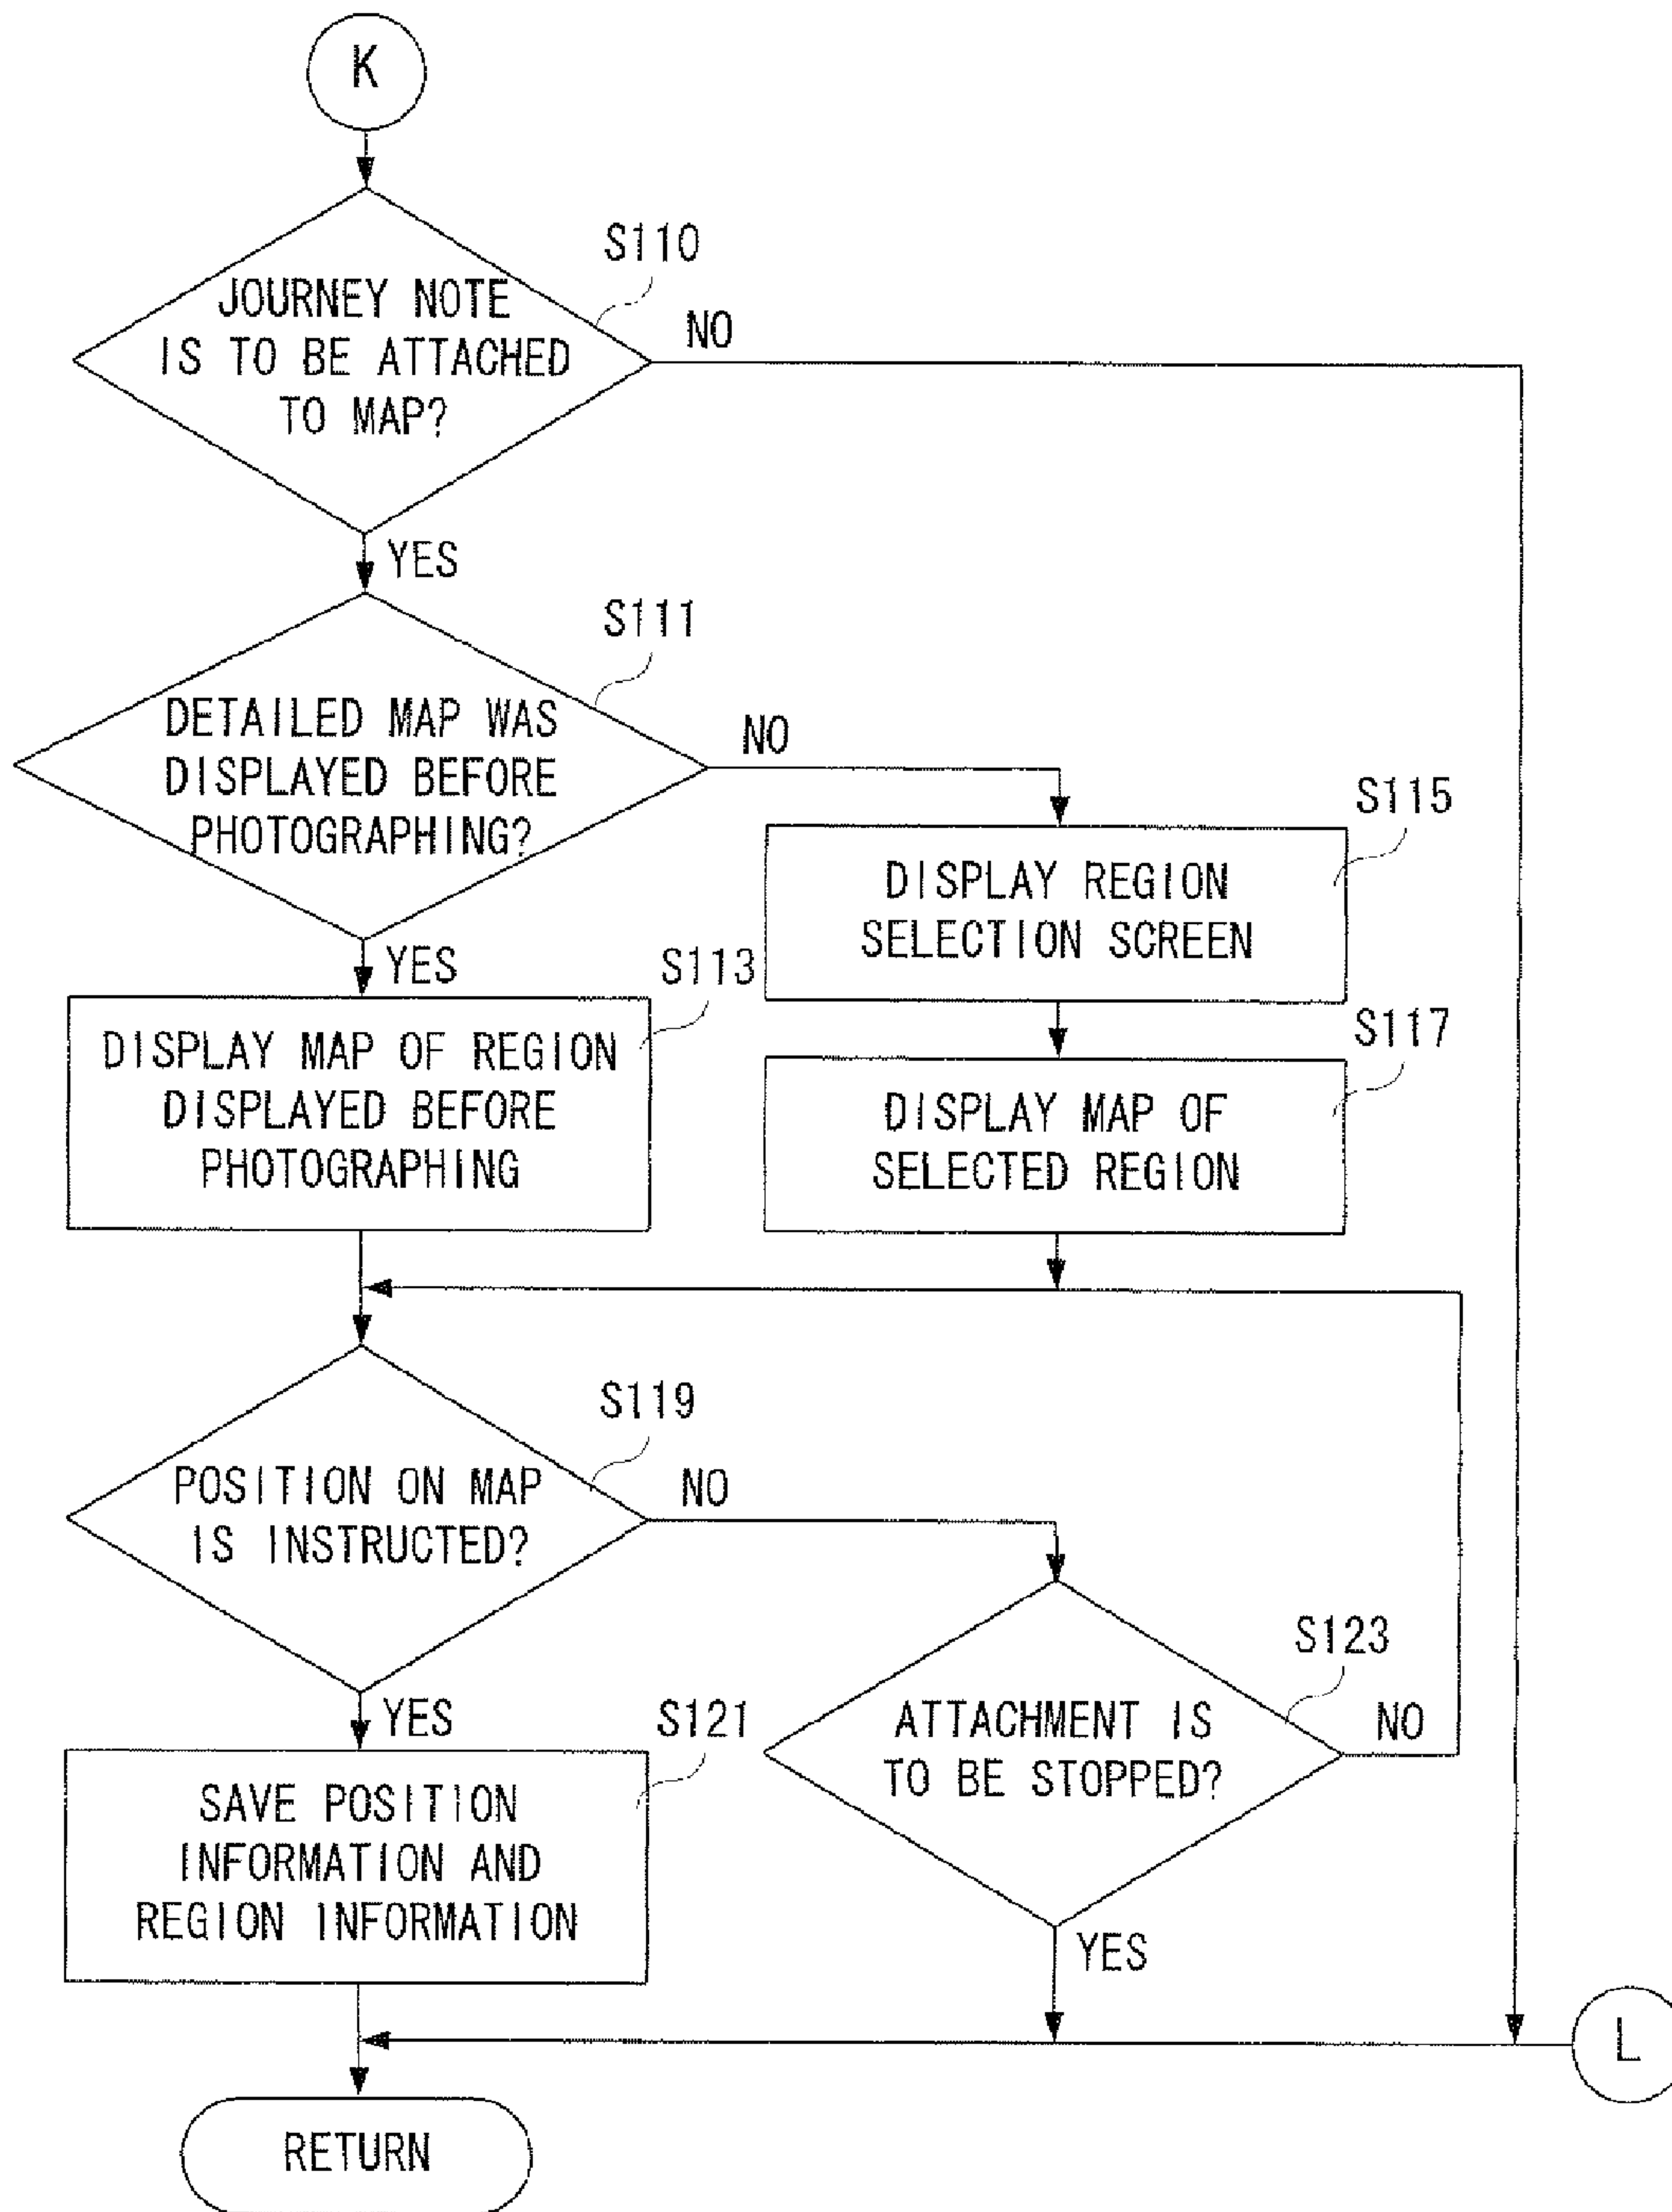 K
S110
JOURNEY NOTE
IS TO BE ATTACHED
TO MAP?
NO
YES
S111
DETAILED MAP WAS
DISPLAYED BEFORE
PHOTOGRAPHING?
NO
YES
S115
DISPLAY REGION
SELECTION SCREEN
S113
DISPLAY MAP OF REGION
DISPLAYED BEFORE
PHOTOGRAPHING
S117
DISPLAY MAP OF
SELECTED REGION
S119
POSITION ON MAP
IS INSTRUCTED?
NO
YES
S123
ATTACHMENT IS
TO BE STOPPED?
NO
YES
S121
SAVE POSITION
INFORMATION AND
REGION INFORMATION
L
RETURN